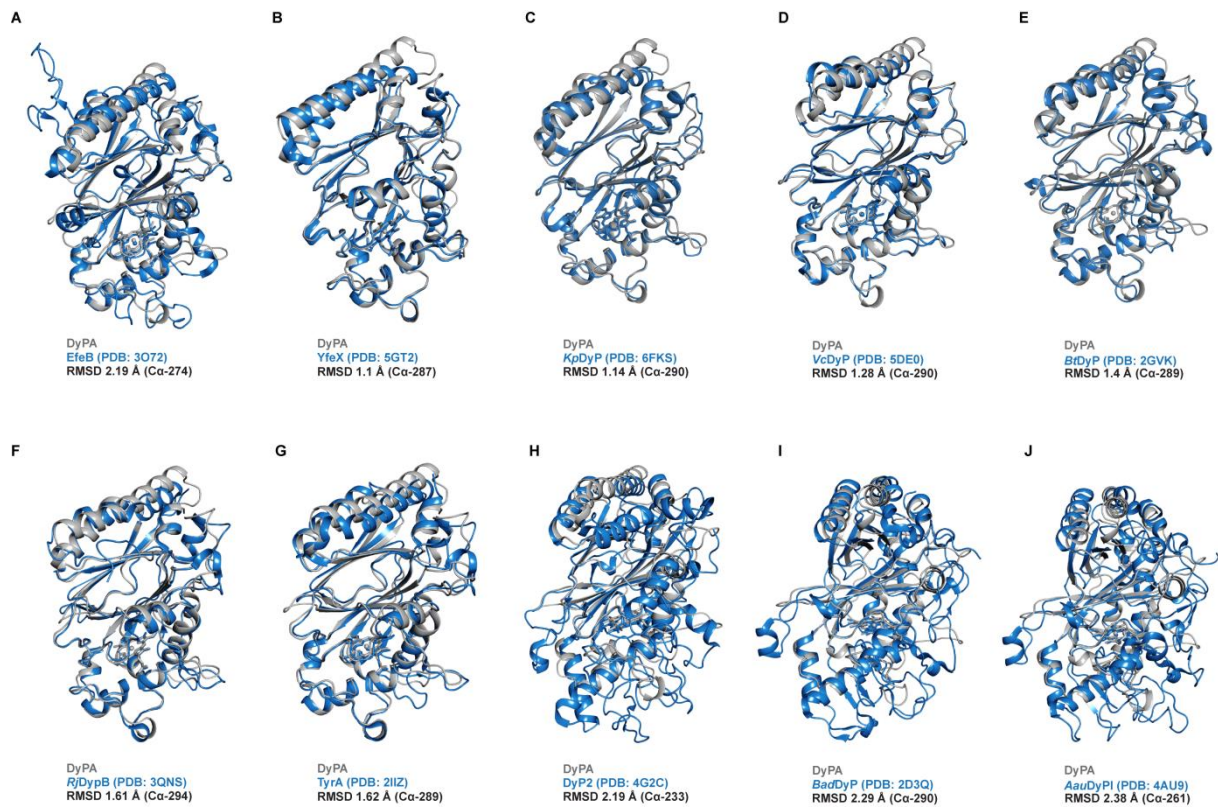 A
B
C
D
E
DyPA
EfeB (PDB: 3O72)
RMSD 2.19 Å (Cα-274)
DyPA
YfeX (PDB: 5GT2)
RMSD 1.1 Å (Cα-287)
DyPA
KpDyP (PDB: 6FKS)
RMSD 1.14 Å (Cα-290)
DyPA
VcDyP (PDB: 5DE0)
RMSD 1.28 Å (Cα-290)
DyPA
BtDyP (PDB: 2GVK)
RMSD 1.4 Å (Cα-289)
F
G
H
I
J
DyPA
RjDypB (PDB: 3QNS)
RMSD 1.61 Å (Cα-294)
DyPA
TyrA (PDB: 2IIZ)
RMSD 1.62 Å (Cα-289)
DyPA
DyP2 (PDB: 4G2C)
RMSD 2.19 Å (Cα-233)
DyPA
BadDyP (PDB: 2D3Q)
RMSD 2.29 Å (Cα-290)
DyPA
AauDyPI (PDB: 4AU9)
RMSD 2.38 Å (Cα-261)